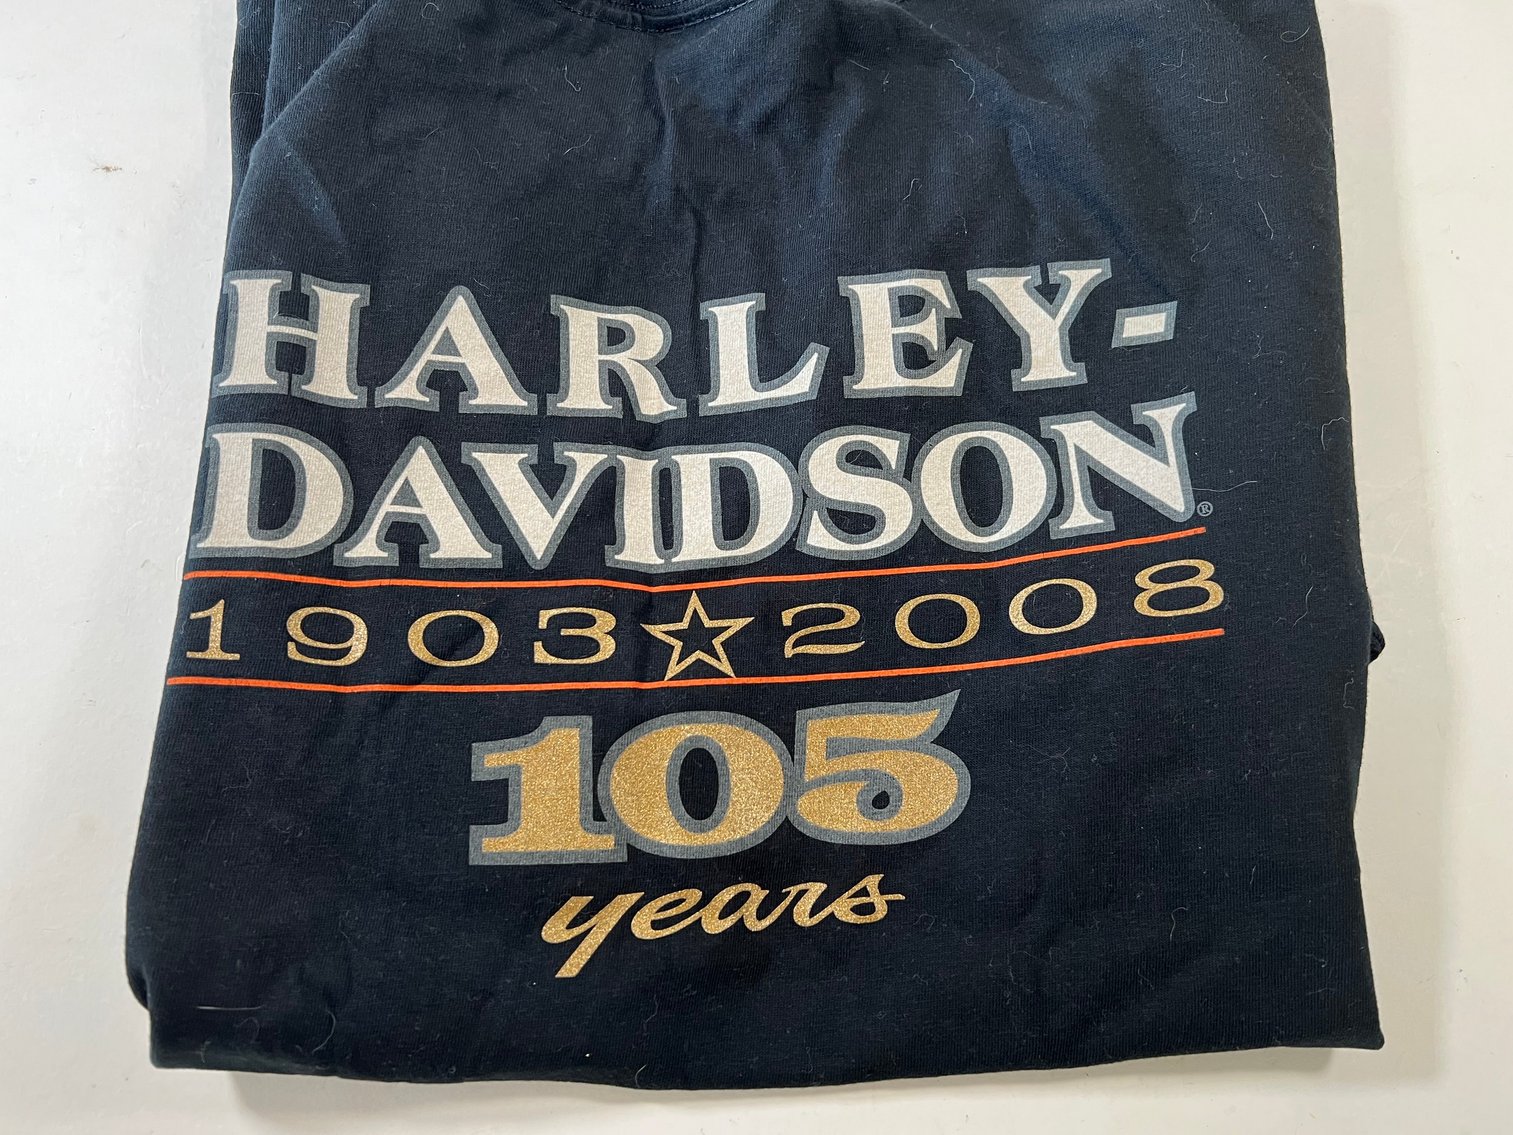 HARLEY-
DAVIDSON®
1903☆2008
105
years